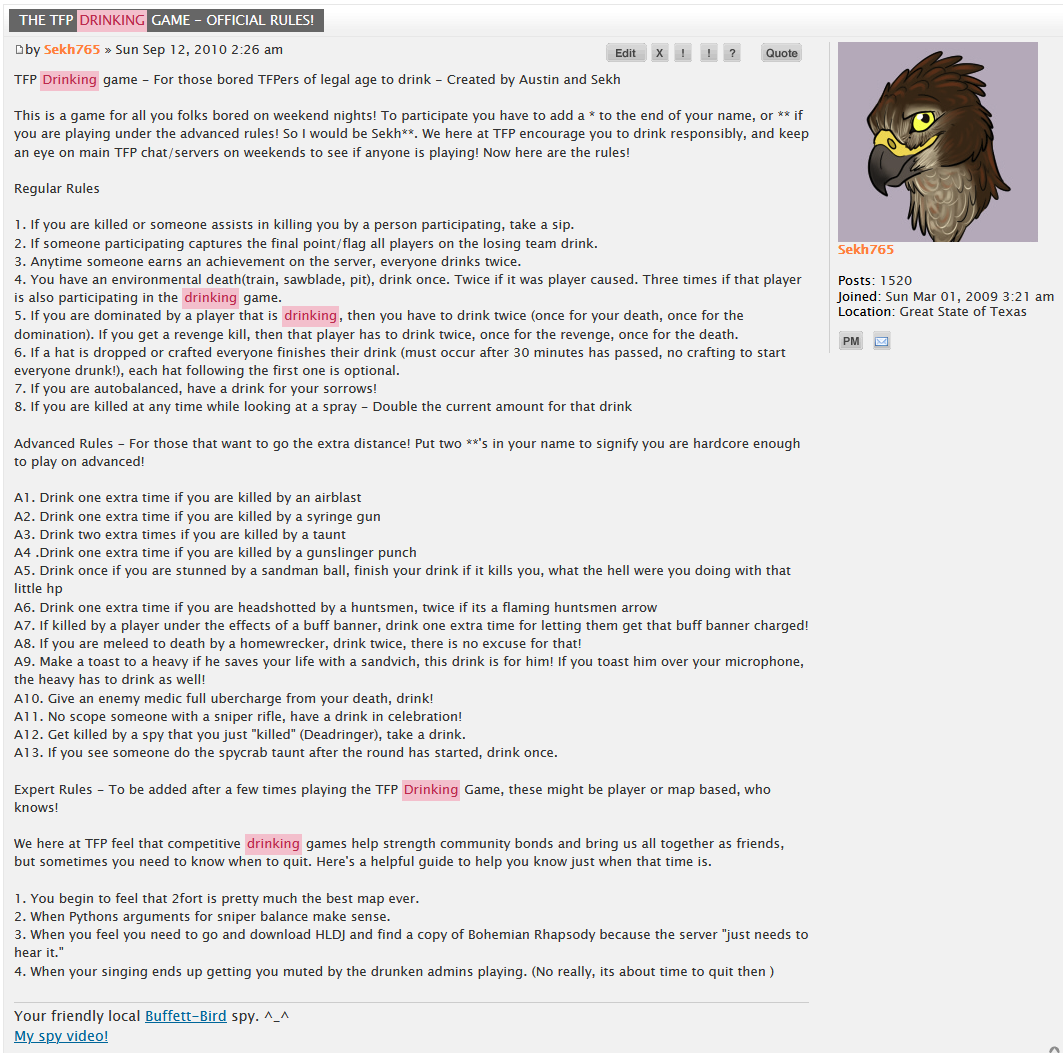 THE TFP DRINKING GAME - OFFICIAL RULES!
by Sekh765 » Sun Sep 12, 2010 2:26 am
Edit X ! ! ? Quote
TFP Drinking game - For those bored TFPers of legal age to drink - Created by Austin and Sekh
This is a game for all you folks bored on weekend nights! To participate you have to add a * to the end of your name, or ** if
you are playing under the advanced rules! So I would be Sekh**. We here at TFP encourage you to drink responsibly, and keep
an eye on main TFP chat/servers on weekends to see if anyone is playing! Now here are the rules!
Regular Rules
1. If you are killed or someone assists in killing you by a person participating, take a sip.
2. If someone participating captures the final point/flag all players on the losing team drink.
3. Anytime someone earns an achievement on the server, everyone drinks twice.
4. You have an environmental death(train, sawblade, pit), drink once. Twice if it was player caused. Three times if that player
is also participating in the drinking game.
5. If you are dominated by a player that is drinking, then you have to drink twice (once for your death, once for the
domination). If you get a revenge kill, then that player has to drink twice, once for the revenge, once for the death.
6. If a hat is dropped or crafted everyone finishes their drink (must occur after 30 minutes has passed, no crafting to start
everyone drunk!), each hat following the first one is optional.
7. If you are autobalanced, have a drink for your sorrows!
8. If you are killed at any time while looking at a spray - Double the current amount for that drink
Advanced Rules - For those that want to go the extra distance! Put two **'s in your name to signify you are hardcore enough
to play on advanced!
A1. Drink one extra time if you are killed by an airblast
A2. Drink one extra time if you are killed by a syringe gun
A3. Drink two extra times if you are killed by a taunt
A4 .Drink one extra time if you are killed by a gunslinger punch
A5. Drink once if you are stunned by a sandman ball, finish your drink if it kills you, what the hell were you doing with that
little hp
A6. Drink one extra time if you are headshotted by a huntsmen, twice if its a flaming huntsmen arrow
A7. If killed by a player under the effects of a buff banner, drink one extra time for letting them get that buff banner charged!
A8. If you are meleed to death by a homewrecker, drink twice, there is no excuse for that!
A9. Make a toast to a heavy if he saves your life with a sandvich, this drink is for him! If you toast him over your microphone,
the heavy has to drink as well!
A10. Give an enemy medic full ubercharge from your death, drink!
A11. No scope someone with a sniper rifle, have a drink in celebration!
A12. Get killed by a spy that you just "killed" (Deadringer), take a drink.
A13. If you see someone do the spycrab taunt after the round has started, drink once.
Expert Rules - To be added after a few times playing the TFP Drinking Game, these might be player or map based, who
knows!
We here at TFP feel that competitive drinking games help strength community bonds and bring us all together as friends,
but sometimes you need to know when to quit. Here's a helpful guide to help you know just when that time is.
1. You begin to feel that 2fort is pretty much the best map ever.
2. When Pythons arguments for sniper balance make sense.
3. When you feel you need to go and download HLDJ and find a copy of Bohemian Rhapsody because the server "just needs to
hear it."
4. When your singing ends up getting you muted by the drunken admins playing. (No really, its about time to quit then )
Your friendly local Buffett-Bird spy. ^_^
My spy video!
Sekh765
Posts: 1520
Joined: Sun Mar 01, 2009 3:21 am
Location: Great State of Texas
PM